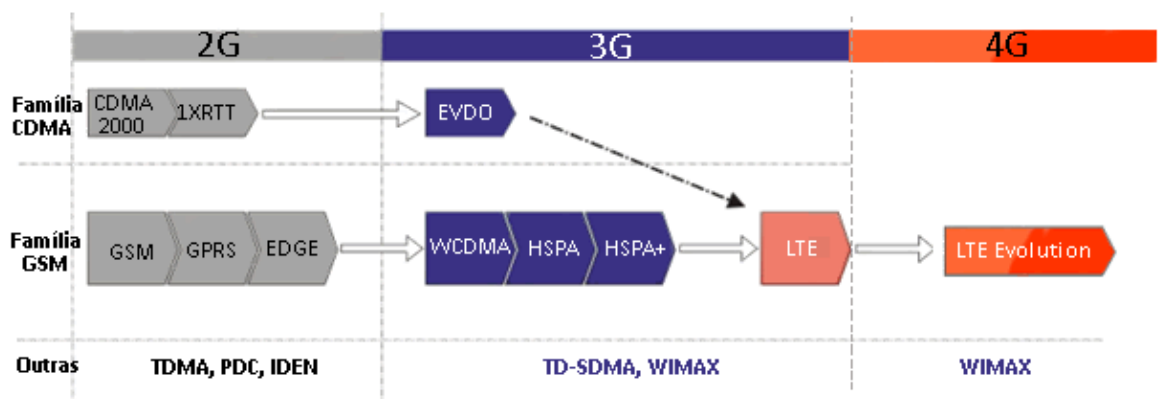 2G
3G
4G
Família
CDMA
CDMA
2000
1XRTT
EVDO
Família
GSM
GSM
GPRS
EDGE
WCDMA
HSPA
HSPA+
LTE
LTE Evolution
Outras
TDMA, PDC, IDEN
TD-SDMA, WIMAX
WIMAX